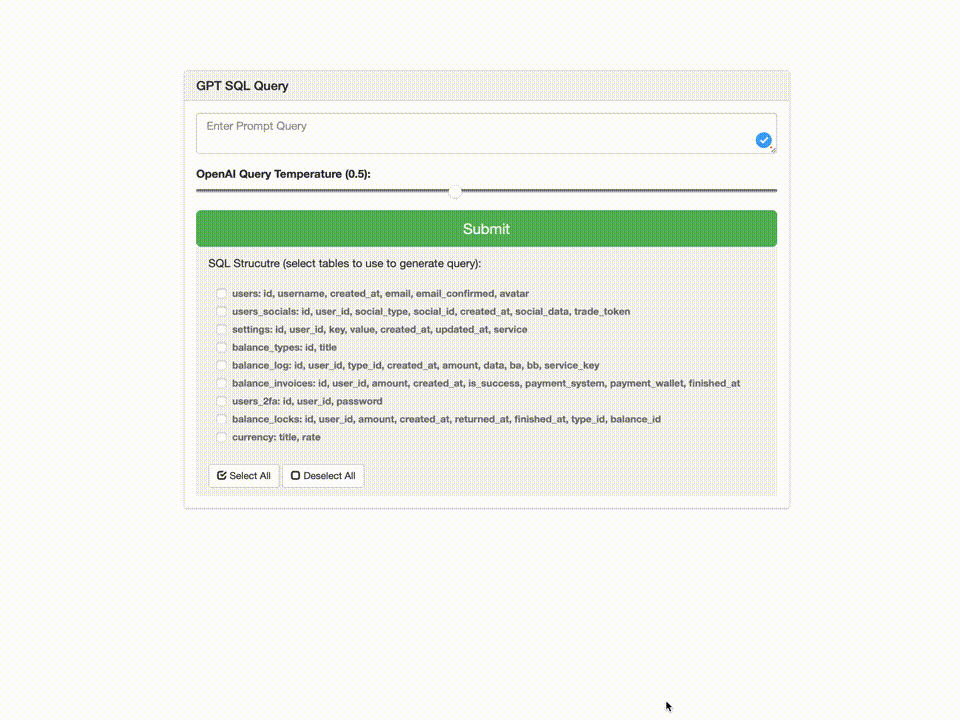 GPT SQL Query
Enter Prompt Query
OpenAI Query Temperature (0.5):
Submit
SQL Strucutre (select tables to use to generate query):
users: id, username, created_at, email, email_confirmed, avatar
users_socials: id, user_id, social_type, social_id, created_at, social_data, trade_token
settings: id, user_id, key, value, created_at, updated_at, service
balance_types: id, title
balance_log: id, user_id, type_id, created_at, amount, data, ba, bb, service_key
balance_invoices: id, user_id, amount, created_at, is_success, payment_system, payment_wallet, finished_at
users_2fa: id, user_id, password
balance_locks: id, user_id, amount, created_at, returned_at, finished_at, type_id, balance_id
currency: title, rate
Select All Deselect All